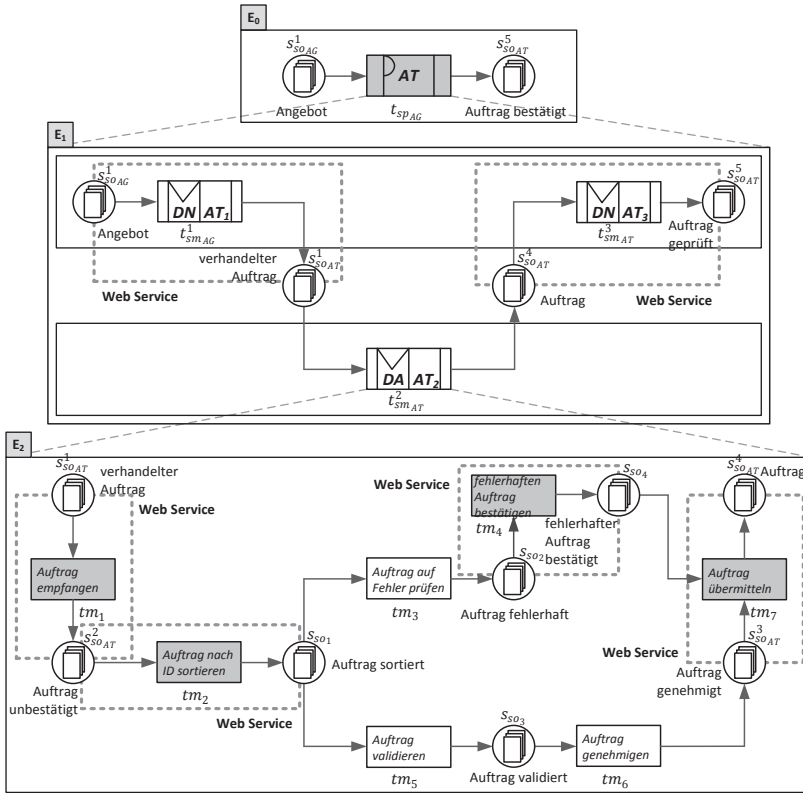 E₀
s¹so_AG
s⁵so_AT
AT
Angebot
t_sp_AG
Auftrag bestätigt
E₁
s¹so_AG
s⁵so_AT
DN AT₁
DN AT₃
Angebot
t¹sm_AG
t³sm_AT
Auftrag
geprüft
verhandelter
Auftrag
s¹so_AT
s⁴so_AT
Web Service
Auftrag
Web Service
DA AT₂
t²sm_AT
E₂
s¹so_AT
verhandelter
Auftrag
Web Service
Web Service
fehlerhaften
Auftrag
bestätigen
s_so₄
s⁴so_AT
Auftrag
tm₄
fehlerhafter
Auftrag
bestätigt
Auftrag
empfangen
tm₁
Auftrag auf
Fehler prüfen
tm₃
s_so₂
Auftrag fehlerhaft
Auftrag
übermitteln
tm₇
s²so_AT
Auftrag
unbestätigt
Auftrag nach
ID sortieren
tm₂
s_so₁
Auftrag sortiert
Web Service
Web Service
s³so_AT
Auftrag
genehmigt
Auftrag
validieren
tm₅
s_so₃
Auftrag validiert
Auftrag
genehmigen
tm₆